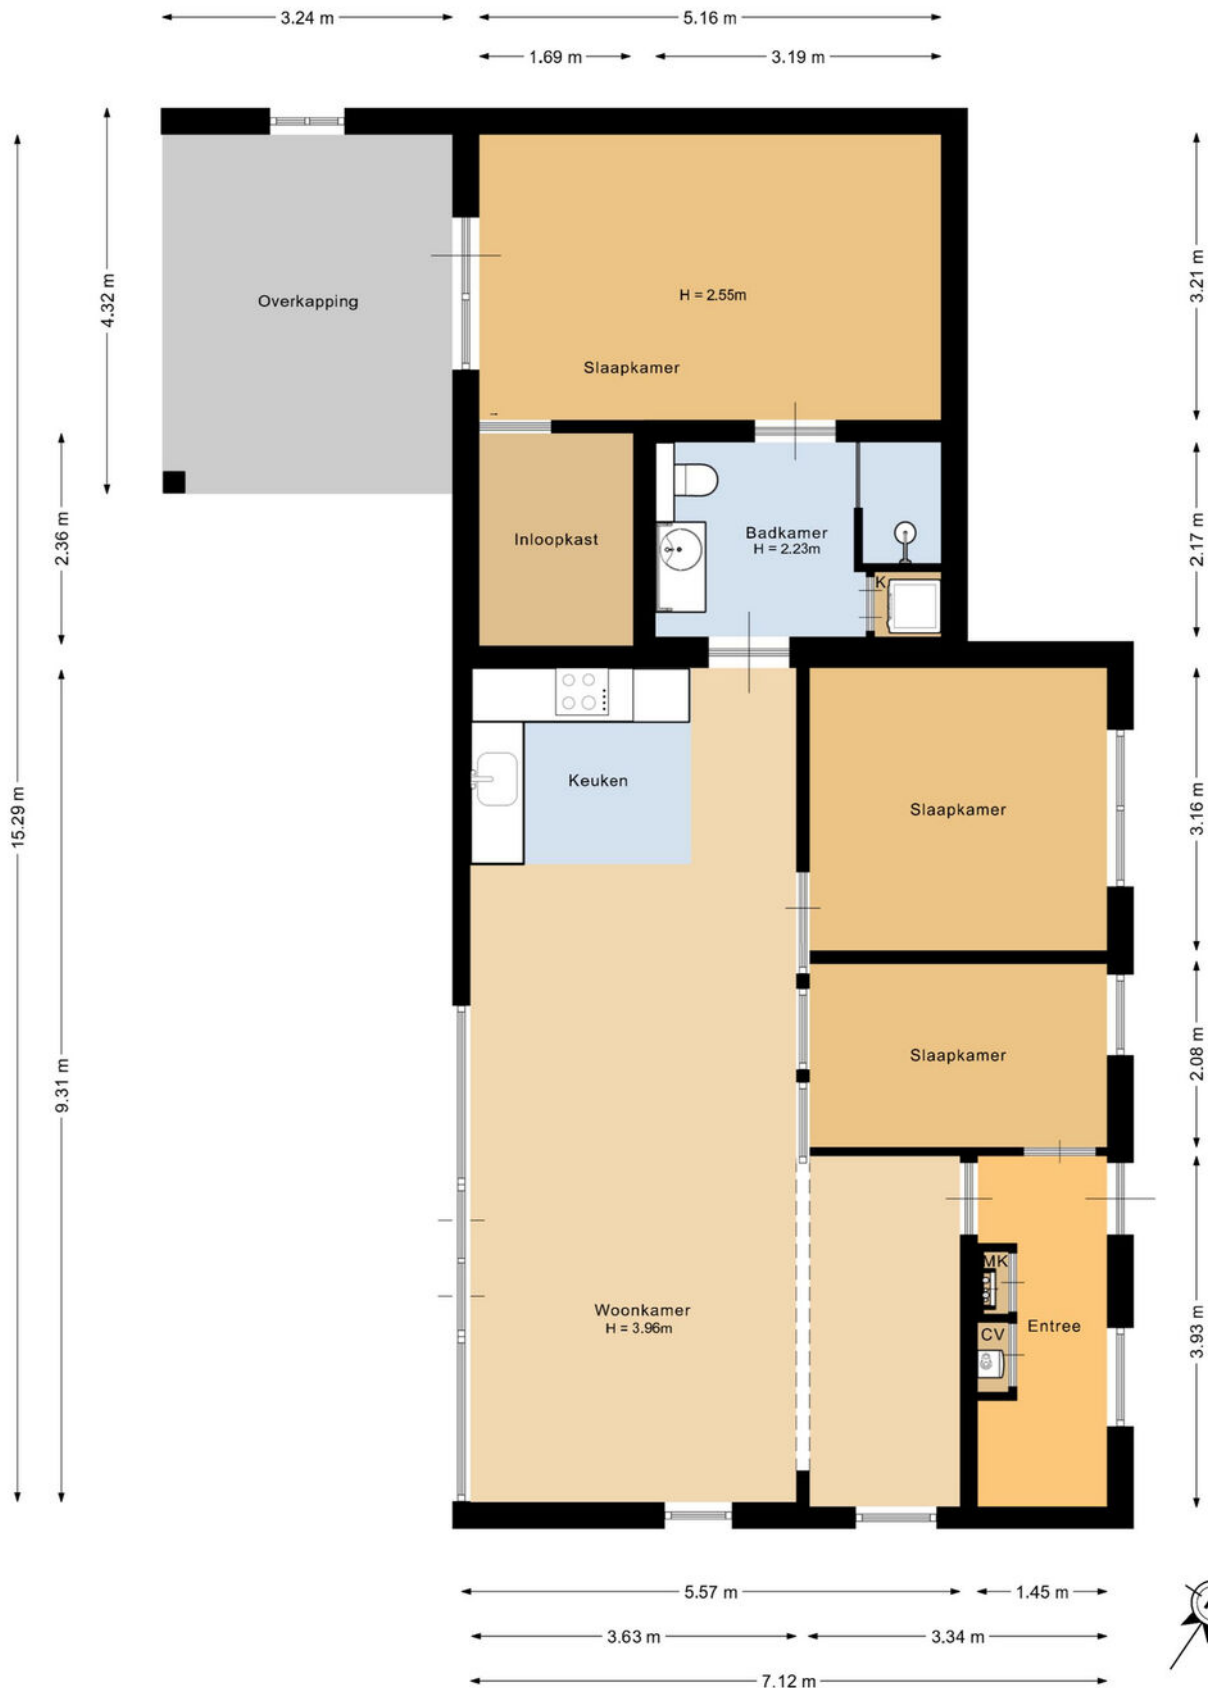 3.24 m
5.16 m
1.69 m
3.19 m
4.32 m
3.21 m
Overkapping
H = 2.55m
Slaapkamer
2.36 m
Inloopkast
Badkamer
H = 2.23m
K
2.17 m
15.29 m
Keuken
Slaapkamer
3.16 m
9.31 m
Slaapkamer
2.08 m
Woonkamer
H = 3.96m
MK
CV
Entree
3.93 m
5.57 m
1.45 m
3.63 m
3.34 m
7.12 m